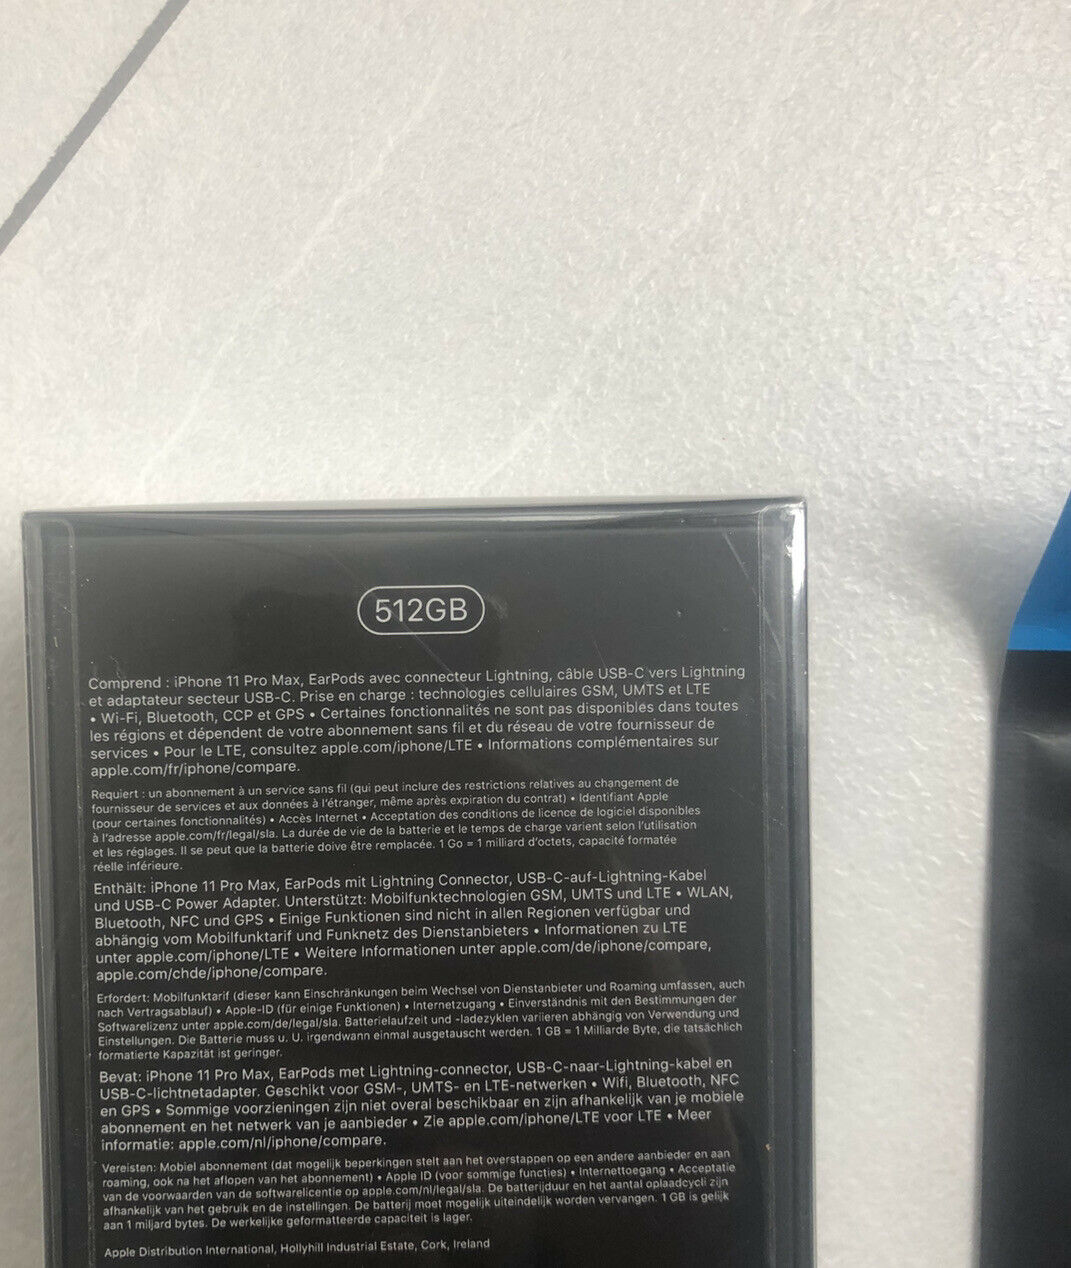 512GB
Comprend : iPhone 11 Pro Max, EarPods avec connecteur Lightning, câble USB-C vers Lightning
et adaptateur secteur USB-C. Prise en charge : technologies cellulaires GSM, UMTS et LTE
• Wi-Fi, Bluetooth, CCP et GPS • Certaines fonctionnalités ne sont pas disponibles dans toutes
les régions et dépendent de votre abonnement sans fil et du réseau de votre fournisseur de
services • Pour le LTE, consultez apple.com/iphone/LTE • Informations complémentaires sur
apple.com/fr/iphone/compare.
Requiert : un abonnement à un service sans fil (qui peut inclure des restrictions relatives au changement de
fournisseur de services et aux données à l'étranger, même après expiration du contrat) • Identifiant Apple
(pour certaines fonctionnalités) • Accès Internet • Acceptation des conditions de licence de logiciel disponibles
à l'adresse apple.com/fr/legal/sla. La durée de vie de la batterie et le temps de charge varient selon l'utilisation
et les réglages. Il se peut que la batterie doive être remplacée. 1 Go = 1 milliard d'octets, capacité formatée
réelle inférieure.
Enthält: iPhone 11 Pro Max, EarPods mit Lightning Connector, USB-C-auf-Lightning-Kabel
und USB-C Power Adapter. Unterstützt: Mobilfunktechnologien GSM, UMTS und LTE • WLAN,
Bluetooth, NFC und GPS • Einige Funktionen sind nicht in allen Regionen verfügbar und
abhängig vom Mobilfunktarif und Funknetz des Dienstanbieters • Informationen zu LTE
unter apple.com/iphone/LTE • Weitere Informationen unter apple.com/de/iphone/compare,
apple.com/chde/iphone/compare.
Erfordert: Mobilfunktarif (dieser kann Einschränkungen beim Wechsel von Dienstanbieter und Roaming umfassen, auch
nach Vertragsablauf) • Apple-ID (für einige Funktionen) • Internetzugang • Einverständnis mit den Bestimmungen der
Softwarelizenz unter apple.com/de/legal/sla. Batterielaufzeit und -ladezyklen variieren abhängig von Verwendung und
Einstellungen. Die Batterie muss u. U. irgendwann einmal ausgetauscht werden. 1 GB = 1 Milliarde Byte, die tatsächlich
formatierte Kapazität ist geringer.
Bevat: iPhone 11 Pro Max, EarPods met Lightning-connector, USB-C-naar-Lightning-kabel en
USB-C-lichtnetadapter. Geschikt voor GSM-, UMTS- en LTE-netwerken • Wifi, Bluetooth, NFC
en GPS • Sommige voorzieningen zijn niet overal beschikbaar en zijn afhankelijk van je mobiele
abonnement en het netwerk van je aanbieder • Zie apple.com/iphone/LTE voor LTE • Meer
informatie: apple.com/nl/iphone/compare.
Vereisten: Mobiel abonnement (dat mogelijk beperkingen stelt aan het overstappen op een andere aanbieder en aan
roaming, ook na het aflopen van het abonnement) • Apple ID (voor sommige functies) • Internettoegang • Acceptatie
van de voorwaarden van de softwarelicentie op apple.com/nl/legal/sla. De batterijduur en het aantal oplaadcycli zijn
afhankelijk van het gebruik en de instellingen. De batterij moet mogelijk uiteindelijk worden vervangen. 1 GB is gelijk
aan 1 miljard bytes. De werkelijke geformatteerde capaciteit is lager.
Apple Distribution International, Hollyhill Industrial Estate, Cork, Ireland